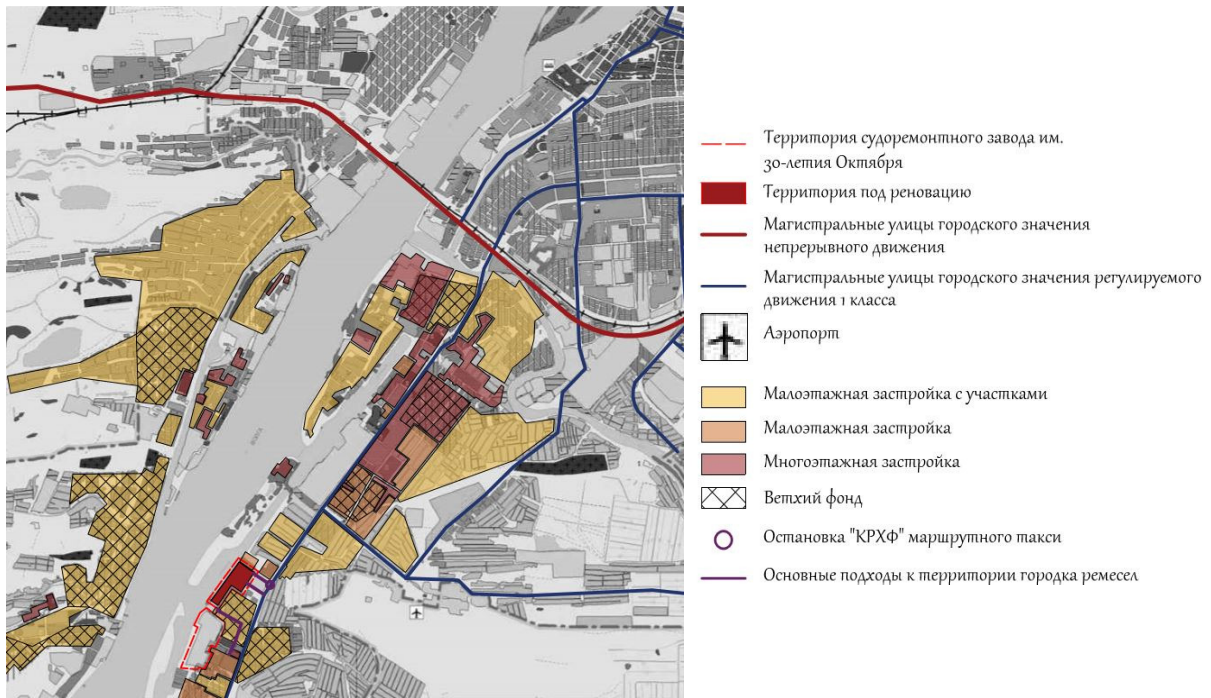 Территория судоремонтного завода им.
30-летия Октября
Территория под реновацию
Магистральные улицы городского значения
непрерывного движения
Магистральные улицы городского значения регулируемого
движения 1 класса
Аэропорт
Малоэтажная застройка с участками
Малоэтажная застройка
Многоэтажная застройка
Ветхий фонд
Остановка "КРХФ" маршрутного такси
Основные подходы к территории городка ремесел